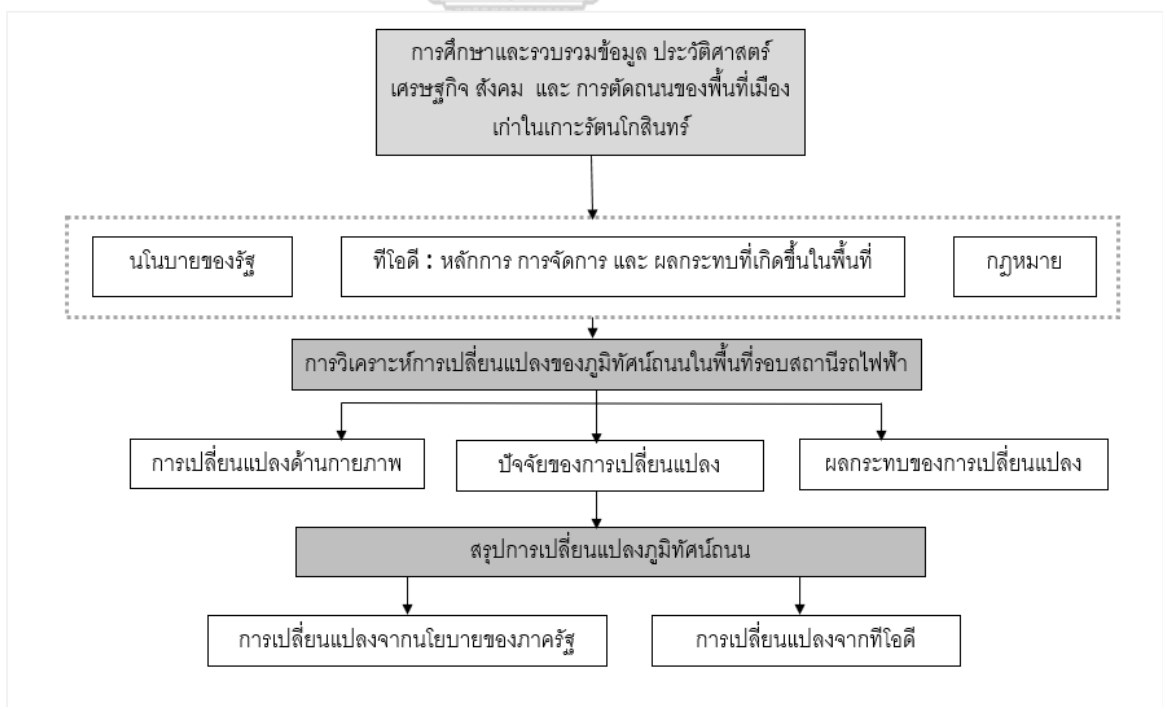 การศึกษาและรวบรวมข้อมูล ประวัติศาสตร์
เศรษฐกิจ สังคม และ การตัดถนนของพื้นที่เมือง
เก่าในเกาะรัตนโกสินทร์
นโนบายของรัฐ
ทีโอดี : หลักการ การจัดการ และ ผลกระทบที่เกิดขึ้นในพื้นที่
กฎหมาย
การวิเคราะห์การเปลี่ยนแปลงของภูมิทัศน์ถนนในพื้นที่รอบสถานีรถไฟฟ้า
การเปลี่ยนแปลงด้านกายภาพ
ปัจจัยของการเปลี่ยนแปลง
ผลกระทบของการเปลี่ยนแปลง
สรุปการเปลี่ยนแปลงภูมิทัศน์ถนน
การเปลี่ยนแปลงจากนโยบายของภาครัฐ
การเปลี่ยนแปลงจากทีโอดี